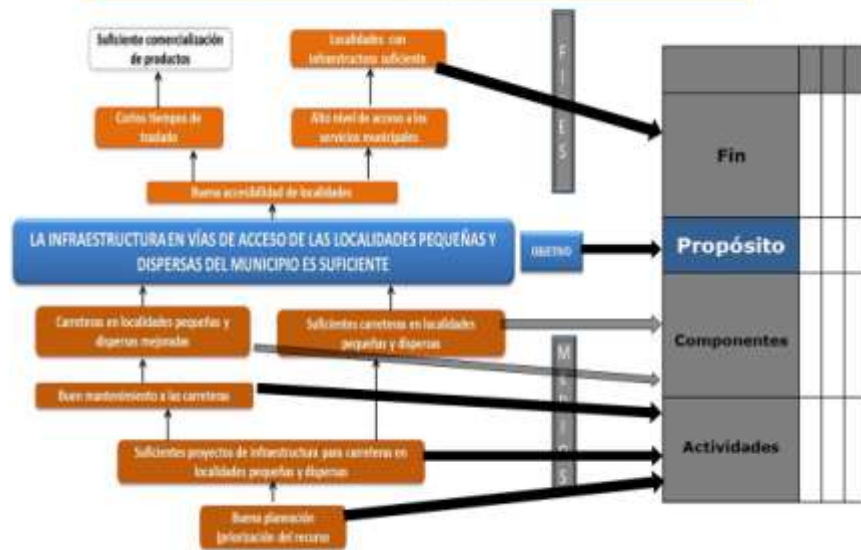 Suficiente comercialización
de productos
Localidades con
infraestructura suficiente
Cortos tiempos de
traslado
Alto nivel de acceso a los
servicios municipales
Buena accesibilidad de localidades
LA INFRAESTRUCTURA EN VÍAS DE ACCESO DE LAS LOCALIDADES PEQUEÑAS Y
DISPERSAS DEL MUNICIPIO ES SUFICIENTE
OBJETIVO
Carreteras en localidades pequeñas y
dispersas mejoradas
Suficientes carreteras en localidades
pequeñas y dispersas
Buen mantenimiento a las carreteras
Suficientes proyectos de infraestructura para carreteras en
localidades pequeñas y dispersas
Buena planeación
(priorización del recurso
FINES
MEDIOS
Fin
Propósito
Componentes
Actividades